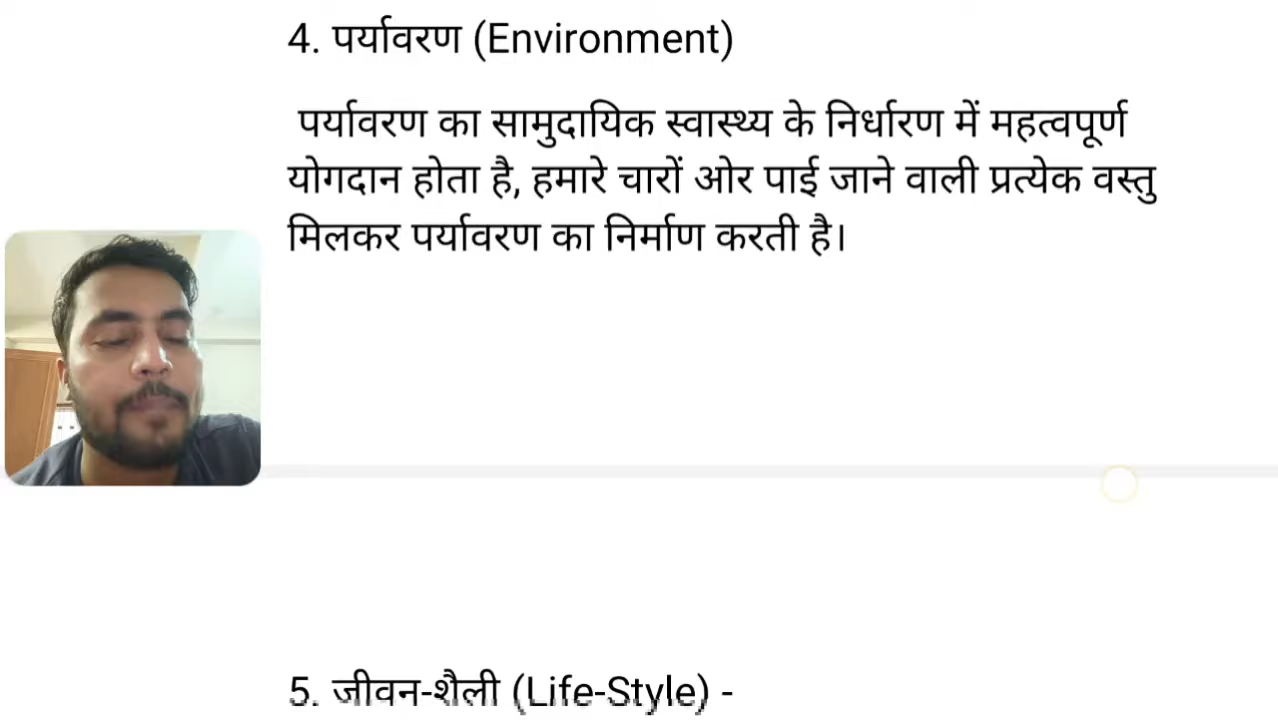 4. पर्यावरण (Environment)
पर्यावरण का सामुदायिक स्वास्थ्य के निर्धारण में महत्वपूर्ण
योगदान होता है, हमारे चारों ओर पाई जाने वाली प्रत्येक वस्तु
मिलकर पर्यावरण का निर्माण करती है।
5. जीवन-शैली (Life-Style) -